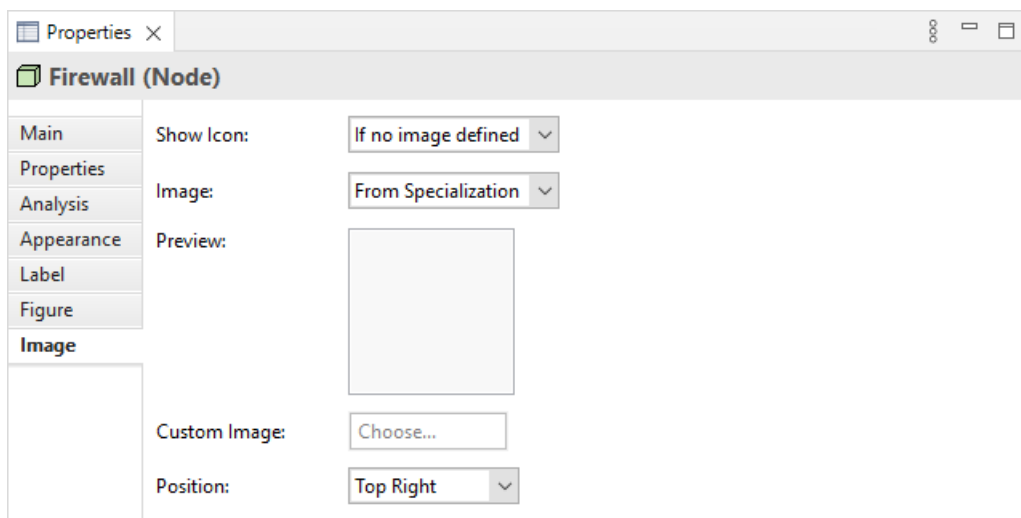 Properties
Firewall (Node)
Main
Properties
Analysis
Appearance
Label
Figure
Image
Show Icon: If no image defined
Image: From Specialization
Preview:
Custom Image: Choose...
Position: Top Right